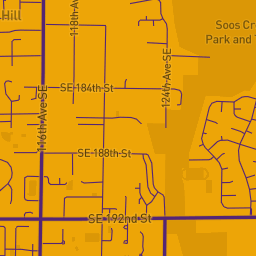 Hill
118th Ave SE
Soos Cr
Park and T
124th Ave SE
SE 184th St
116th Ave SE
SE 188th St
SE 192nd St